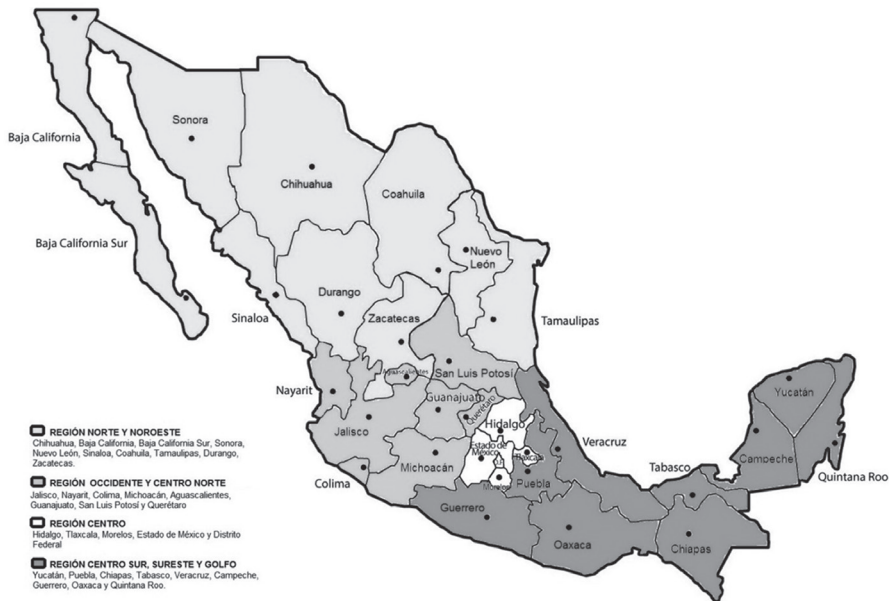 Sonora
Baja California
Chihuahua
Coahuila
Baja California Sur
Nuevo
León
Durango
Sinaloa
Zacatecas
Tamaulipas
Aguascalientes
San Luis Potosí
Nayarit
Guanajuato
Querétaro
Yucatán
Hidalgo
Jalisco
Estado de
México
Tlaxcala
Veracruz
Campeche
Michoacán
Tabasco
Quintana Roo
Colima
Morelos
Puebla
Guerrero
Oaxaca
Chiapas
REGIÓN NORTE Y NOROESTE
Chihuahua, Baja California, Baja California Sur, Sonora,
Nuevo León, Sinaloa, Coahuila, Tamaulipas, Durango,
Zacatecas.
REGIÓN OCCIDENTE Y CENTRO NORTE
Jalisco, Nayarit, Colima, Michoacán, Aguascalientes,
Guanajuato, San Luis Potosí y Querétaro
REGIÓN CENTRO
Hidalgo, Tlaxcala, Morelos, Estado de México y Distrito
Federal
REGIÓN CENTRO SUR, SURESTE Y GOLFO
Yucatán, Puebla, Chiapas, Tabasco, Veracruz, Campeche,
Guerrero, Oaxaca y Quintana Roo.